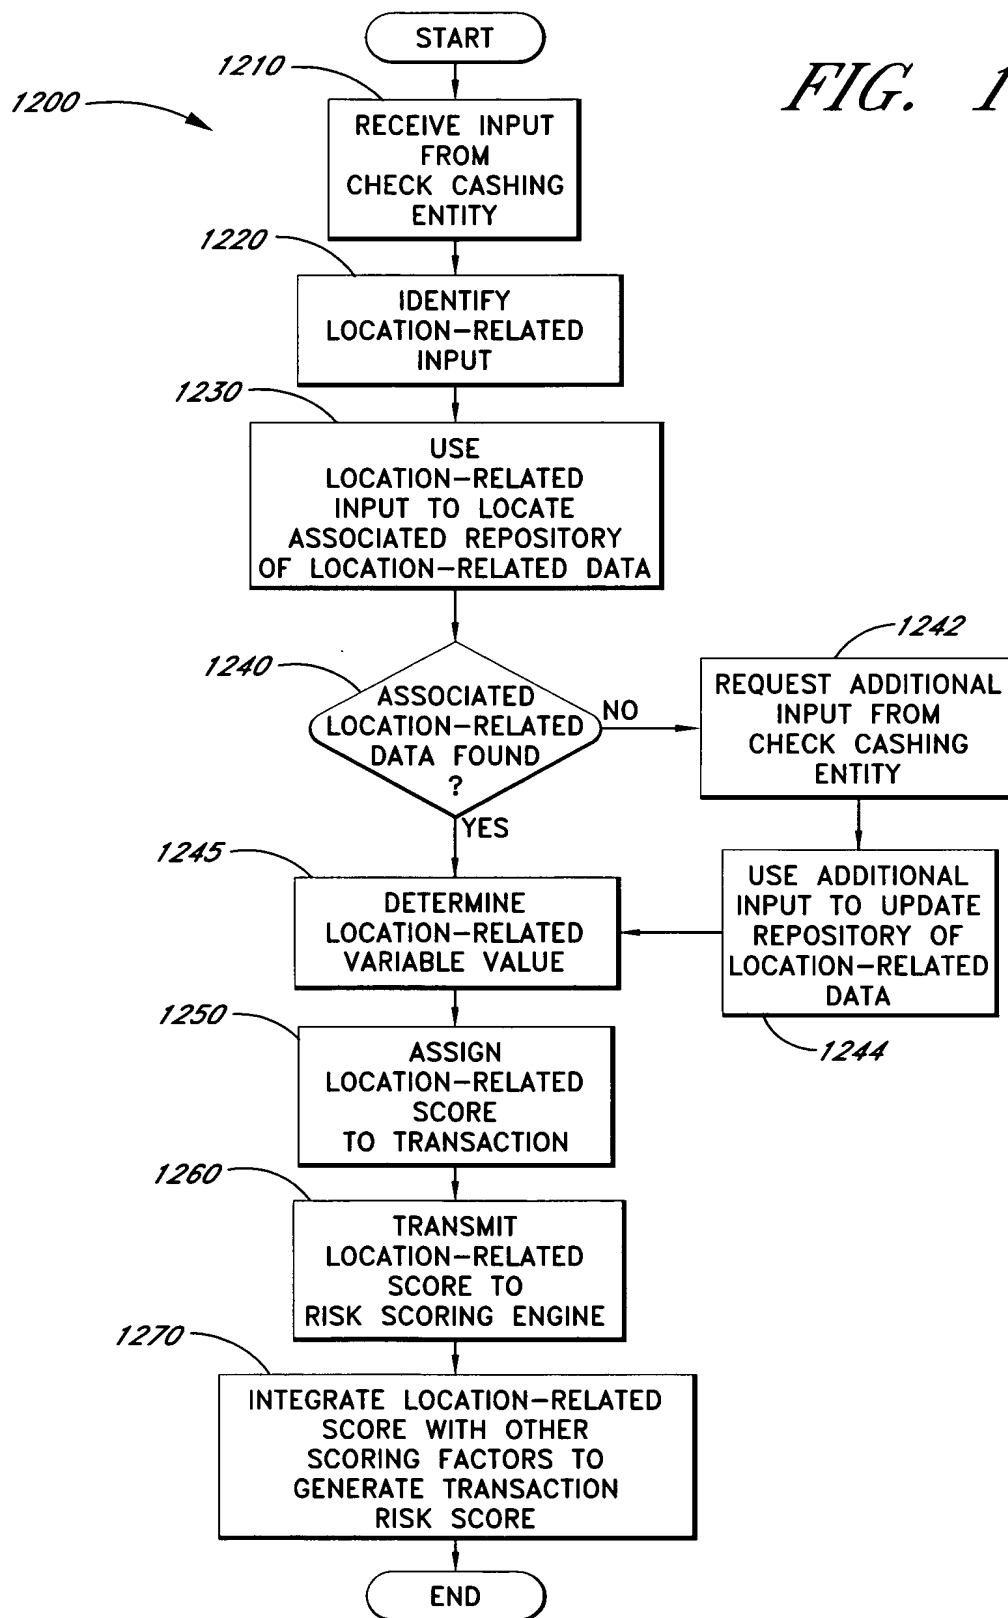 START
FIG. 1
1200
1210
RECEIVE INPUT
FROM
CHECK CASHING
ENTITY
1220
IDENTIFY
LOCATION-RELATED
INPUT
1230
USE
LOCATION-RELATED
INPUT TO LOCATE
ASSOCIATED REPOSITORY
OF LOCATION-RELATED DATA
1240
ASSOCIATED
LOCATION-RELATED
DATA FOUND
?
NO
YES
1242
REQUEST ADDITIONAL
INPUT FROM
CHECK CASHING
ENTITY
USE ADDITIONAL
INPUT TO UPDATE
REPOSITORY OF
LOCATION-RELATED
DATA
1244
1245
DETERMINE
LOCATION-RELATED
VARIABLE VALUE
1250
ASSIGN
LOCATION-RELATED
SCORE
TO TRANSACTION
1260
TRANSMIT
LOCATION-RELATED
SCORE TO
RISK SCORING ENGINE
1270
INTEGRATE LOCATION-RELATED
SCORE WITH OTHER
SCORING FACTORS TO
GENERATE TRANSACTION
RISK SCORE
END